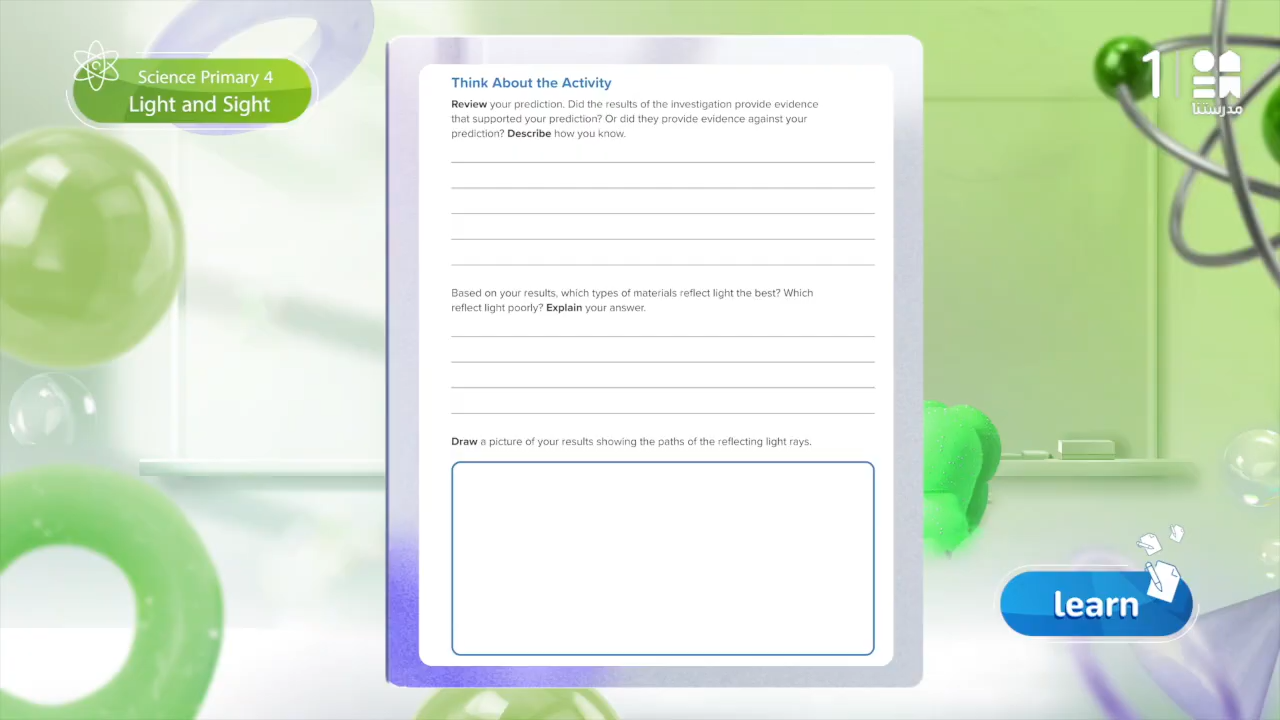 Science Primary 4
Light and Sight
Think About the Activity
Review your prediction. Did the results of the investigation provide evidence
that supported your prediction? Or did they provide evidence against your
prediction? Describe how you know.
Based on your results, which types of materials reflect light the best? Which
reflect light poorly? Explain your answer.
Draw a picture of your results showing the paths of the reflecting light rays.
1
مدرستنا
learn